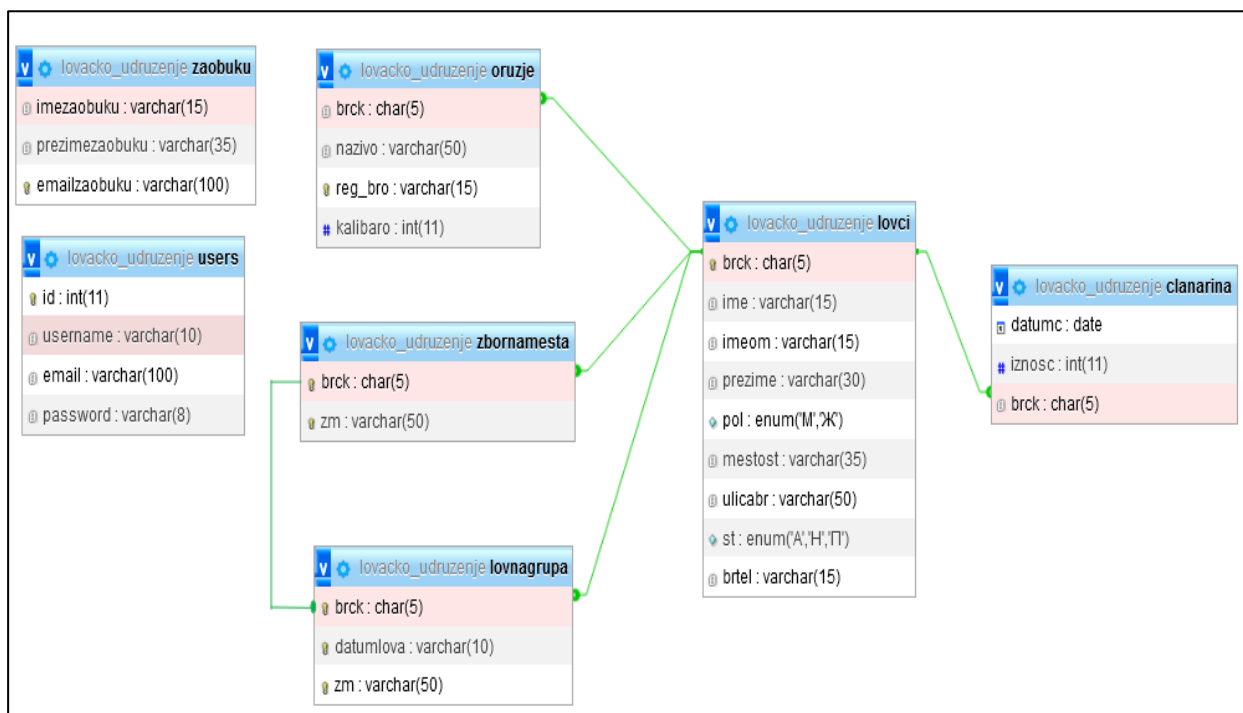 lovacko_udruzenje zaobuku
imezaobuku : varchar(15)
prezimezaobuku : varchar(35)
emailzaobuku : varchar(100)
lovacko_udruzenje users
id : int(11)
username : varchar(10)
email : varchar(100)
password : varchar(8)
lovacko_udruzenje oruzje
brck : char(5)
nazivo : varchar(50)
reg_bro : varchar(15)
# kalibaro : int(11)
lovacko_udruzenje zbornamesta
brck : char(5)
zm : varchar(50)
lovacko_udruzenje lovnagrupa
brck : char(5)
datumlova : varchar(10)
zm : varchar(50)
lovacko_udruzenje lovci
brck : char(5)
ime : varchar(15)
imeom : varchar(15)
prezime : varchar(30)
pol : enum('М','Ж')
mestost : varchar(35)
ulicabr : varchar(50)
st : enum('А','Н','П')
brtel : varchar(15)
lovacko_udruzenje clanarina
datumc : date
# iznosc : int(11)
brck : char(5)